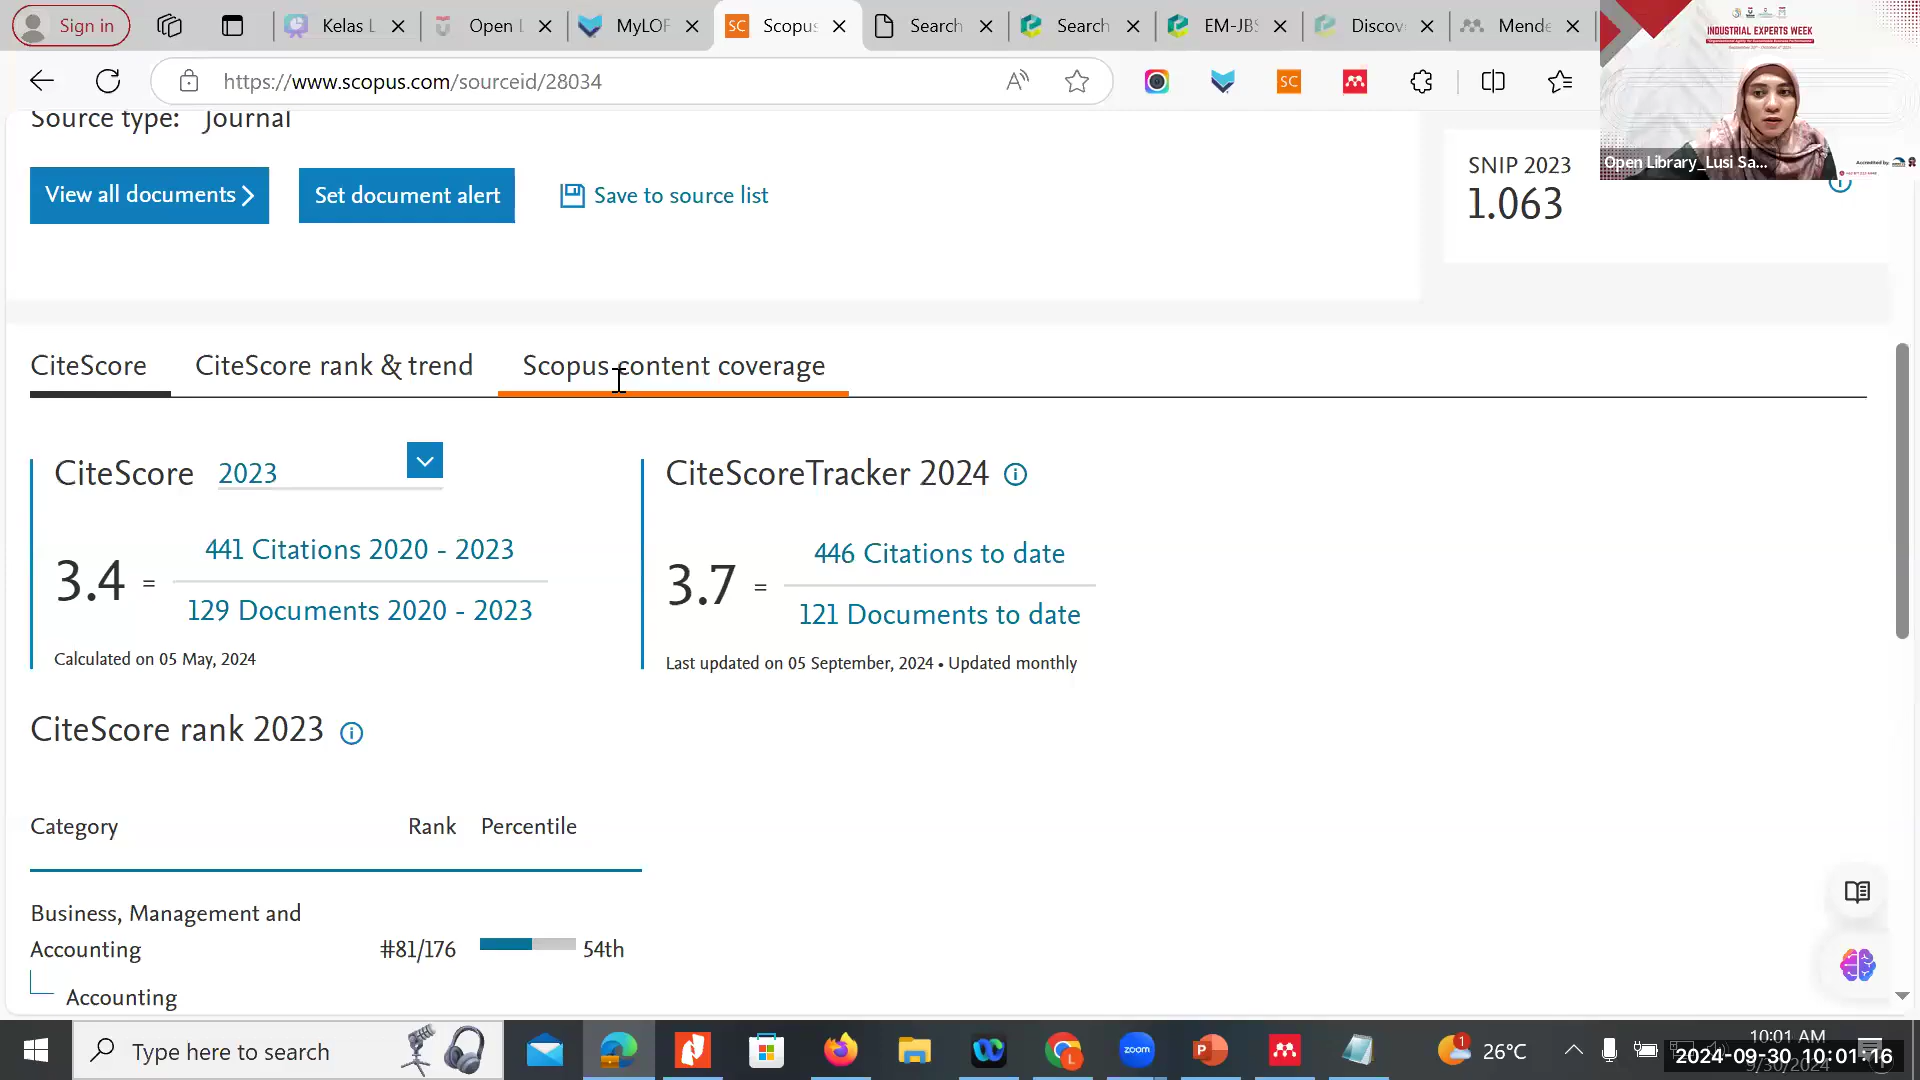 Sign in
Kelas L
Open L
MyLOF
Scopus
Search
Search
EM-JBS
Discov
Mende
https://www.scopus.com/sourceid/28034
INDUSTRIAL EXPERTS WEEK
Open Library_Lusi Sa...
Source type: Journal
View all documents
Set document alert
Save to source list
SNIP 2023
1.063
CiteScore
CiteScore rank & trend
Scopus content coverage
CiteScore 2023
3.4 = 441 Citations 2020 - 2023
129 Documents 2020 - 2023
Calculated on 05 May, 2024
CiteScoreTracker 2024
3.7 = 446 Citations to date
121 Documents to date
Last updated on 05 September, 2024 • Updated monthly
CiteScore rank 2023
Category Rank Percentile
Business, Management and
Accounting #81/176 54th
Accounting
Type here to search
zoom
1
26°C
10:01 AM
9/30/2024
2024-09-30 10:01:16